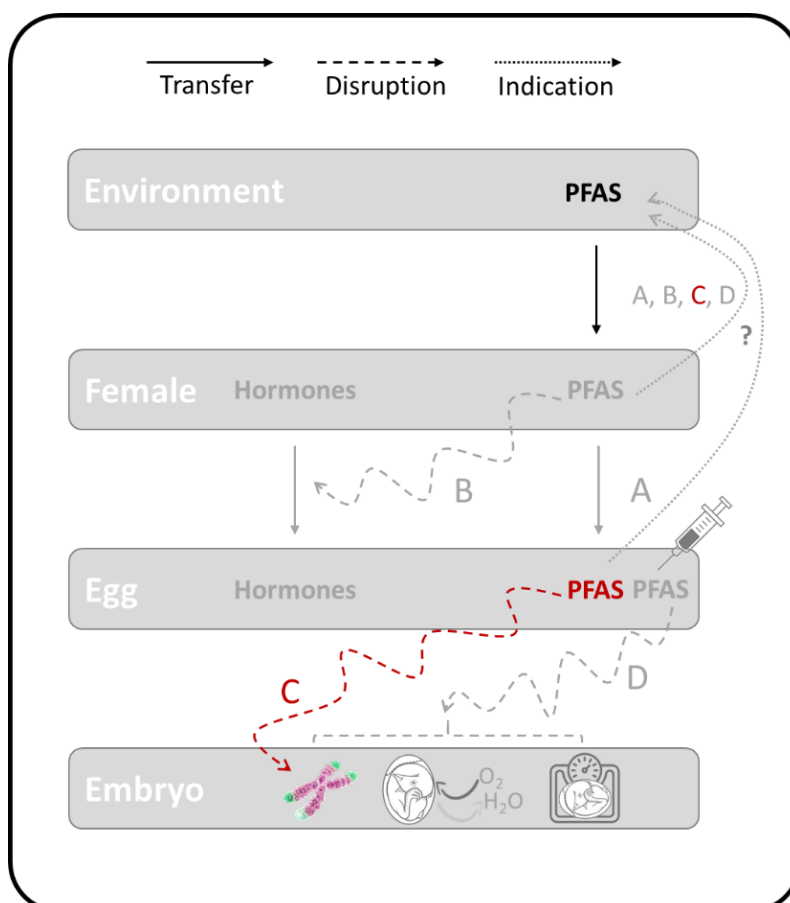 Transfer Disruption Indication
Environment PFAS
A, B, C, D
?
Female Hormones PFAS
B A
Egg Hormones PFAS PFAS
C D
Embryo O₂
H₂O